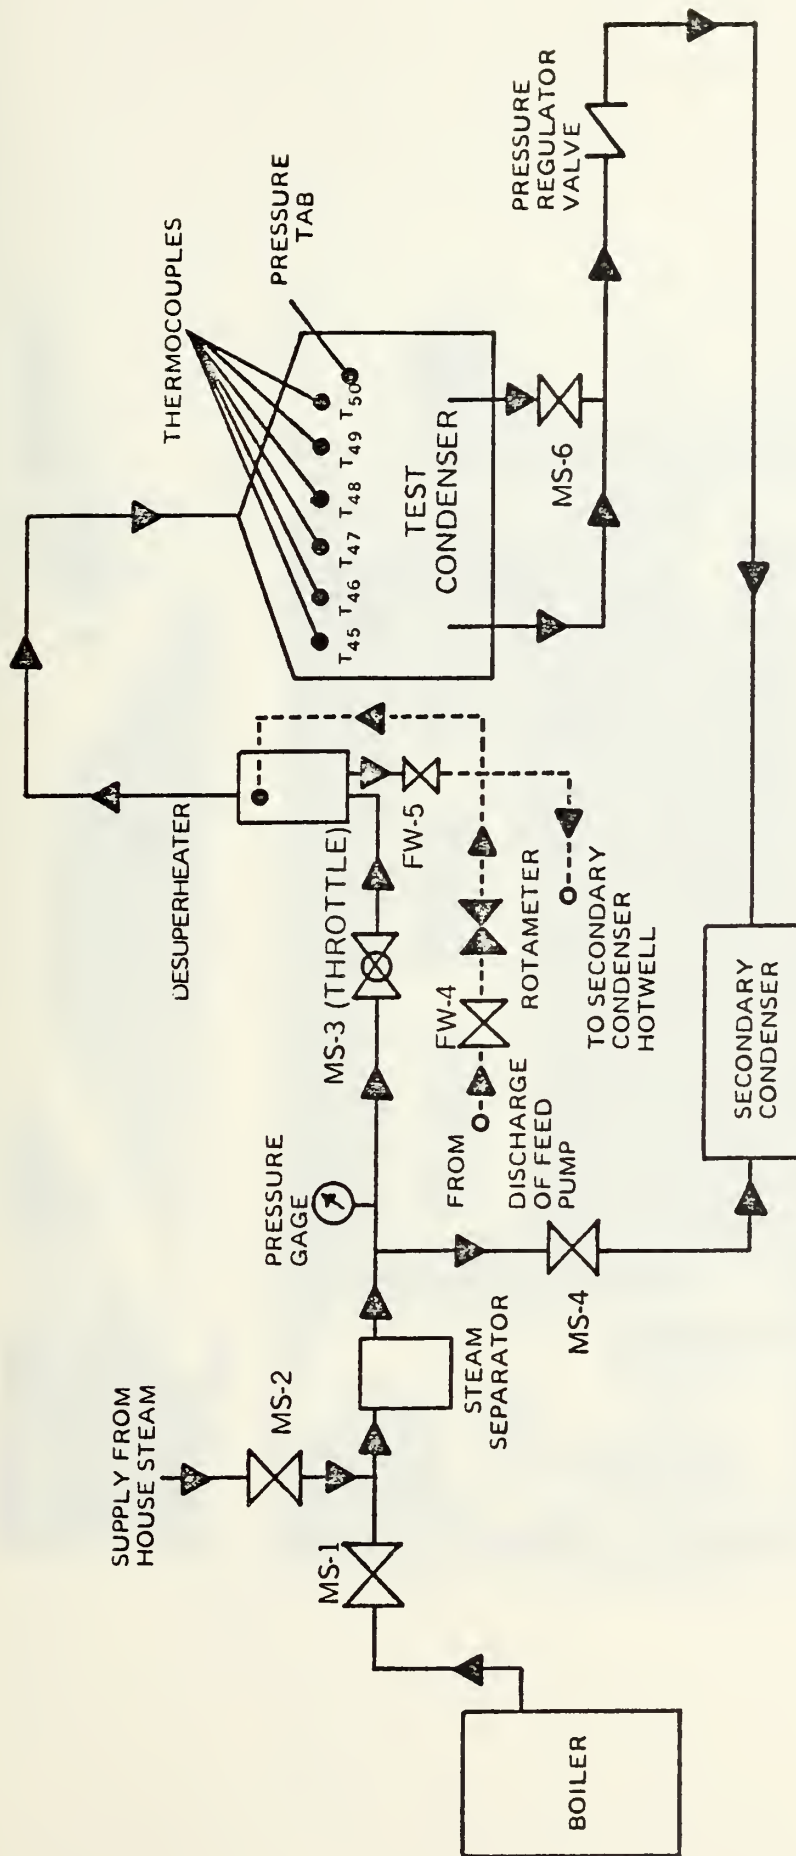 SUPPLY FROM
HOUSE STEAM
MS-2
BOILER
MS-1
STEAM
SEPARATOR
PRESSURE
GAGE
MS-4
MS-3 (THROTTLE)
DESUPERHEATER
FROM
DISCHARGE
OF FEED
PUMP
FW-4
ROTAMETER
FW-5
TO SECONDARY
CONDENSER
HOTWELL
SECONDARY
CONDENSER
THERMOCOUPLES
PRESSURE
TAB
T45 T46 T47 T48 T49 T50
TEST
CONDENSER
MS-6
PRESSURE
REGULATOR
VALVE